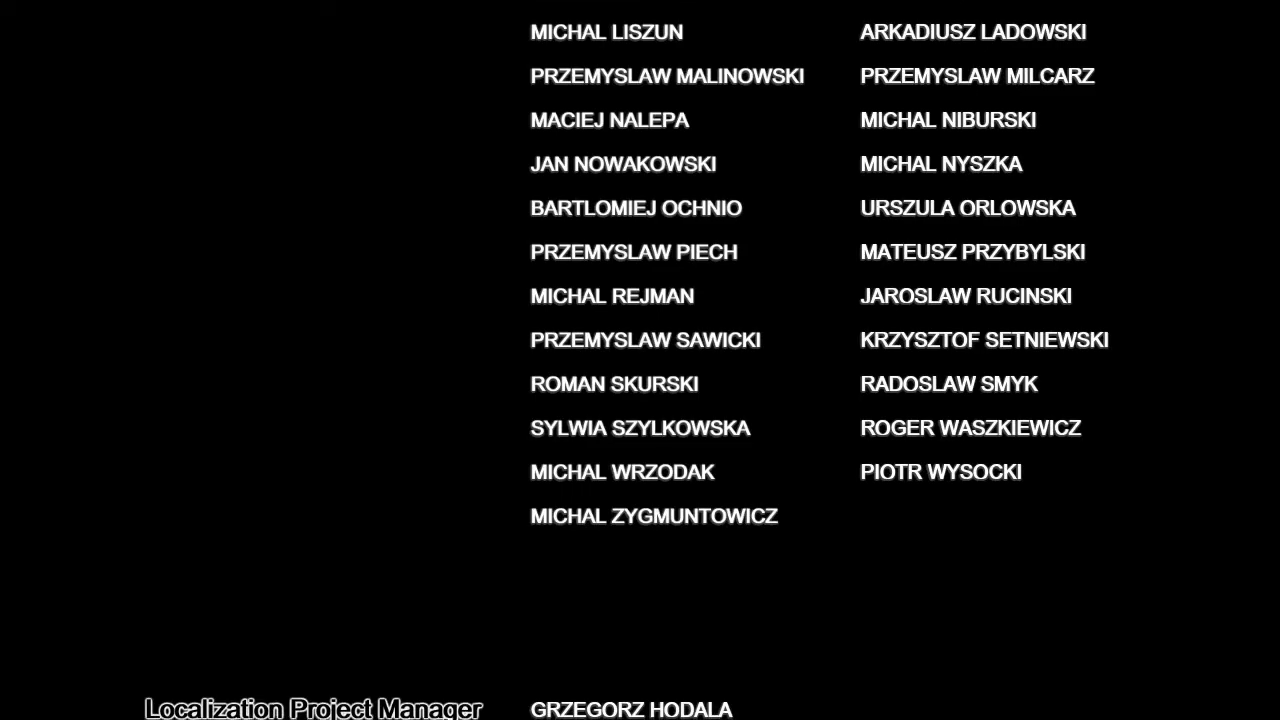 MICHAL LISZUN ARKADIUSZ LADOWSKI
PRZEMYSLAW MALINOWSKI PRZEMYSLAW MILCARZ
MACIEJ NALEPA MICHAL NIBURSKI
JAN NOWAKOWSKI MICHAL NYSZKA
BARTLOMIEJ OCHNIO URSZULA ORLOWSKA
PRZEMYSLAW PIECH MATEUSZ PRZYBYLSKI
MICHAL REJMAN JAROSLAW RUCINSKI
PRZEMYSLAW SAWICKI KRZYSZTOF SETNIEWSKI
ROMAN SKURSKI RADOSLAW SMYK
SYLWIA SZYLKOWSKA ROGER WASZKIEWICZ
MICHAL WRZODAK PIOTR WYSOCKI
MICHAL ZYGMUNTOWICZ
Localization Project Manager GRZEGORZ HODALA